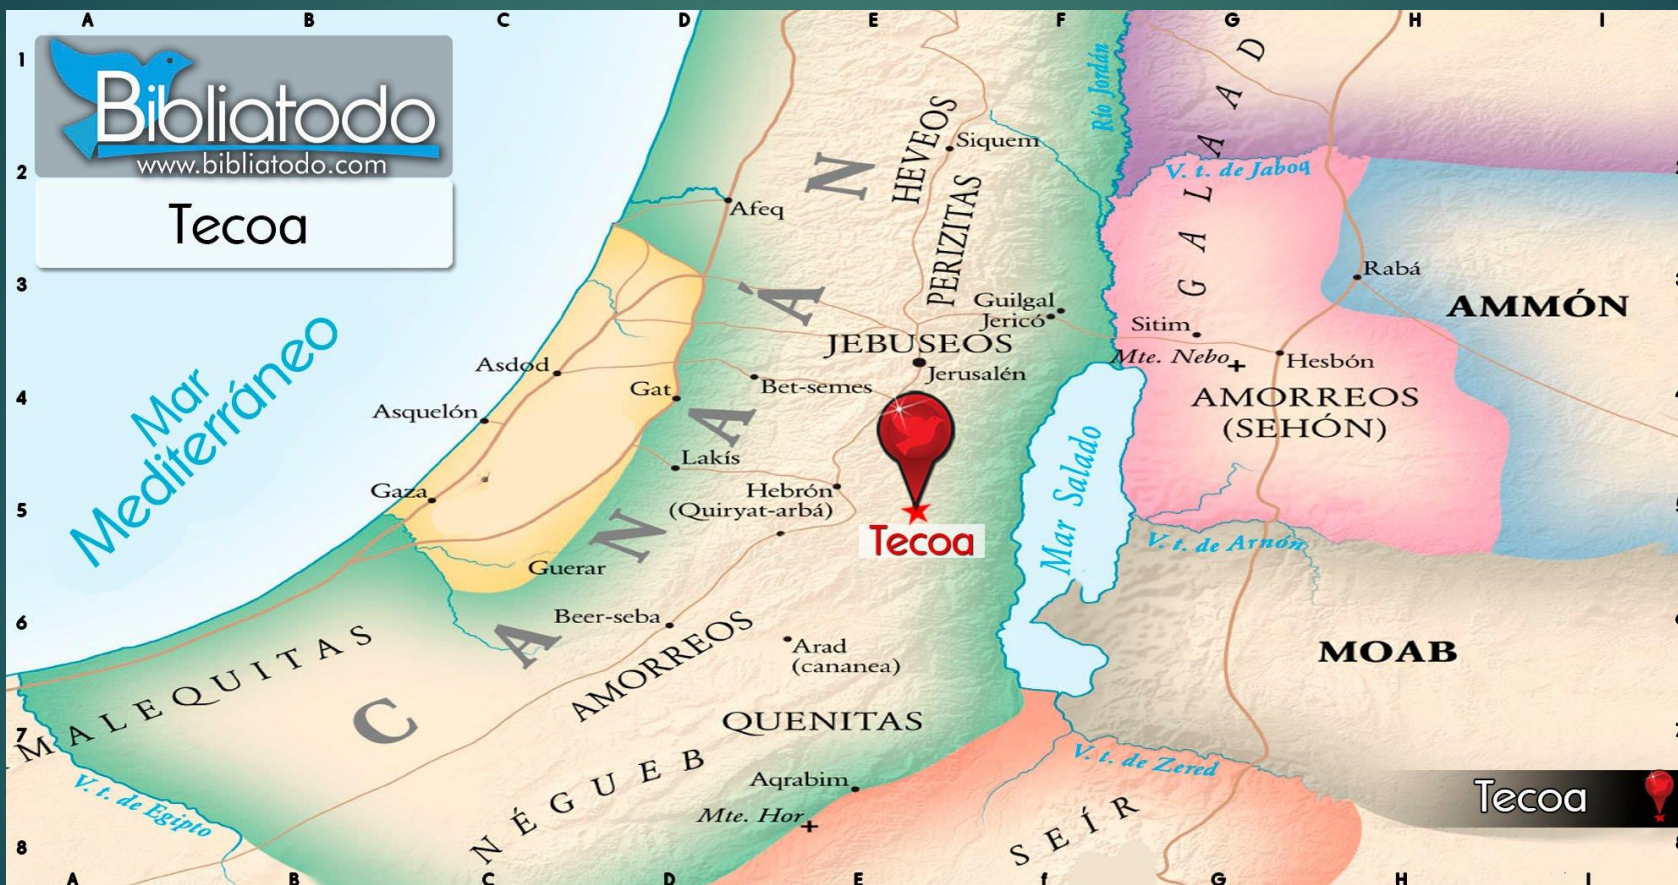 A B C D E F G H I
1
Bibliatodo
www.bibliatodo.com
Tecoa
Río Jordán
GALAAD
HEVEOS
Siquem
2
V. t. de Jaboq
PERIZITAS
Afeq
3
Rabá
AMMÓN
Guilgal
Jericó
Sitim
JEBUSEOS
Mte. Nebo
Hesbón
Jerusalén
Mar
Mediterráneo
Asdod
Gat
Bet-semes
4
AMORREOS
(SEHÓN)
Asquelón
CANAÁN
Lakís
Mar Salado
Gaza
Hebrón
(Quiryat-arbá)
5
Tecoa
V. t. de Arnón
Guerar
6
Beer-seba
Arad
(cananea)
MOAB
MALEQUITAS
AMORREOS
7
QUENITAS
V. t. de Zered
NÉGUEB
Aqrabim
Mte. Hor
V. t. de Egipto
Tecoa
SEÍR
8
A B C D E f G H I